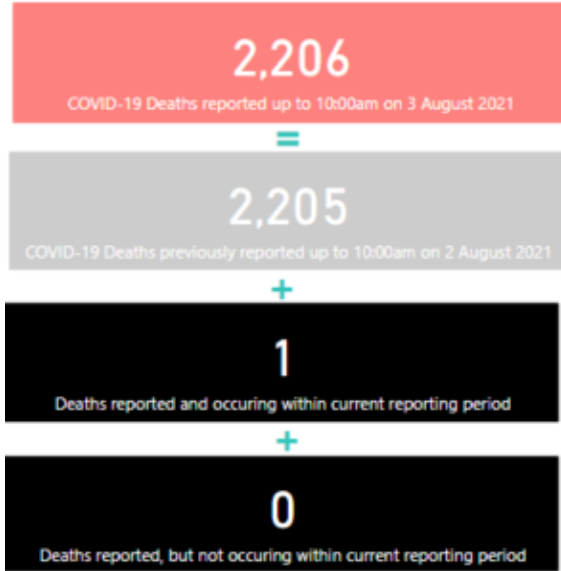 2,206
COVID-19 Deaths reported up to 10:00am on 3 August 2021
=
2,205
COVID-19 Deaths previously reported up to 10:00am on 2 August 2021
+
1
Deaths reported and occuring within current reporting period
+
0
Deaths reported, but not occuring within current reporting period